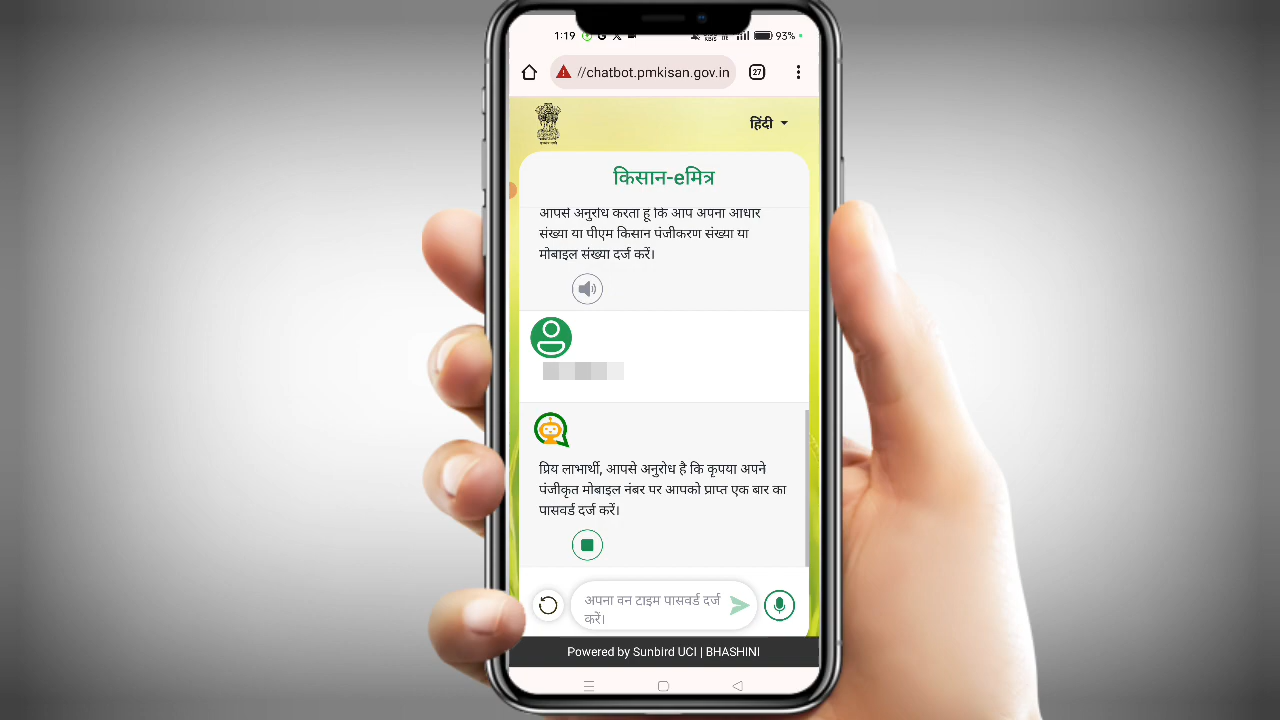 1:19
93%
//chatbot.pmkisan.gov.in
27
हिंदी
किसान-eमित्र
आपसे अनुरोध करता हूं कि आप अपना आधार
संख्या या पीएम किसान पंजीकरण संख्या या
मोबाइल संख्या दर्ज करें।
प्रिय लाभार्थी, आपसे अनुरोध है कि कृपया अपने
पंजीकृत मोबाइल नंबर पर आपको प्राप्त एक बार का
पासवर्ड दर्ज करें।
अपना वन टाइम पासवर्ड दर्ज
करें।
Powered by Sunbird UCI | BHASHINI